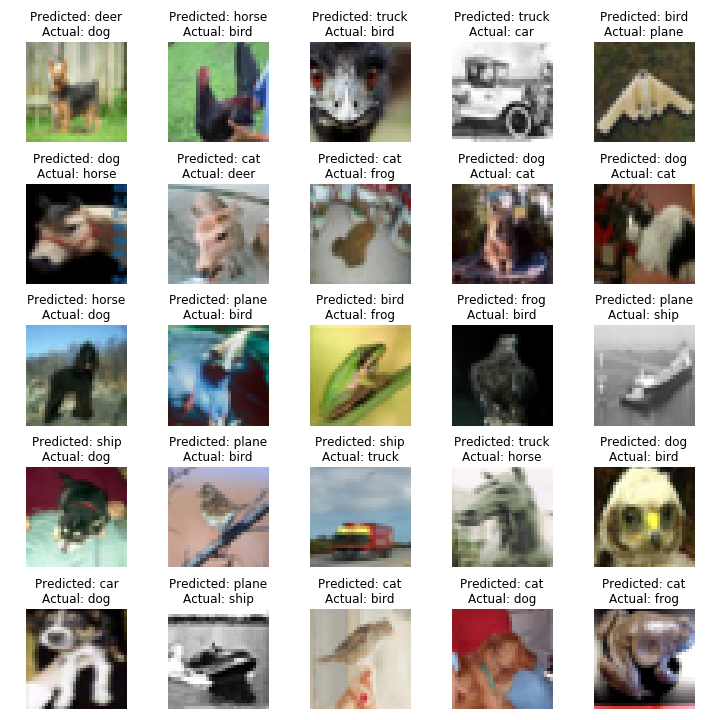 Predicted: deer
Actual: dog
Predicted: horse
Actual: bird
Predicted: truck
Actual: bird
Predicted: truck
Actual: car
Predicted: bird
Actual: plane
Predicted: dog
Actual: horse
Predicted: cat
Actual: deer
Predicted: cat
Actual: frog
Predicted: dog
Actual: cat
Predicted: dog
Actual: cat
Predicted: horse
Actual: dog
Predicted: plane
Actual: bird
Predicted: bird
Actual: frog
Predicted: frog
Actual: bird
Predicted: plane
Actual: ship
Predicted: ship
Actual: dog
Predicted: plane
Actual: bird
Predicted: ship
Actual: truck
Predicted: truck
Actual: horse
Predicted: dog
Actual: bird
Predicted: car
Actual: dog
Predicted: plane
Actual: ship
Predicted: cat
Actual: bird
Predicted: cat
Actual: dog
Predicted: cat
Actual: frog